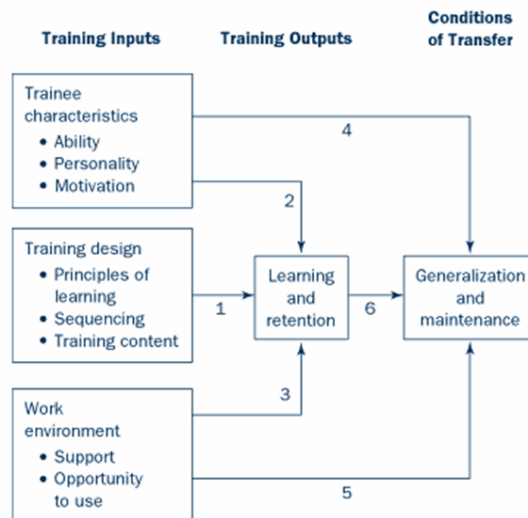 Training Inputs
Training Outputs
Conditions
of Transfer
Trainee
characteristics
• Ability
• Personality
• Motivation
4
2
Training design
• Principles of
learning
• Sequencing
• Training content
1
Learning
and
retention
6
Generalization
and
maintenance
3
Work
environment
• Support
• Opportunity
to use
5